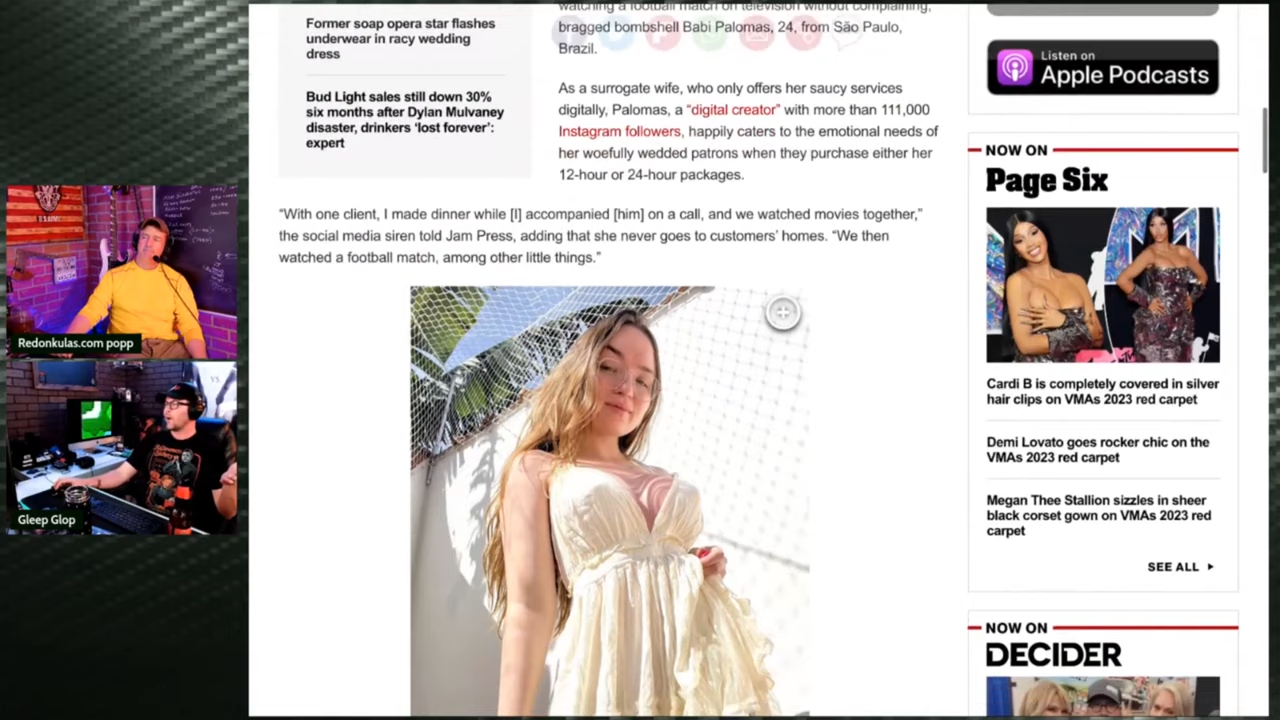 Former soap opera star flashes
underwear in racy wedding
dress
Bud Light sales still down 30%
six months after Dylan Mulvaney
disaster, drinkers ‘lost forever’:
expert
watching a football match on television without complaining,
bragged bombshell Babi Palomas, 24, from São Paulo,
Brazil.
As a surrogate wife, who only offers her saucy services
digitally, Palomas, a “digital creator” with more than 111,000
Instagram followers, happily caters to the emotional needs of
her woefully wedded patrons when they purchase either her
12-hour or 24-hour packages.
“With one client, I made dinner while [I] accompanied [him] on a call, and we watched movies together,”
the social media siren told Jam Press, adding that she never goes to customers’ homes. “We then
watched a football match, among other little things.”
Listen on
Apple Podcasts
NOW ON
Page Six
Cardi B is completely covered in silver
hair clips on VMAs 2023 red carpet
Demi Lovato goes rocker chic on the
VMAs 2023 red carpet
Megan Thee Stallion sizzles in sheer
black corset gown on VMAs 2023 red
carpet
SEE ALL
NOW ON
DECIDER
Redonkulas.com popp
VS.
Gleep Glop